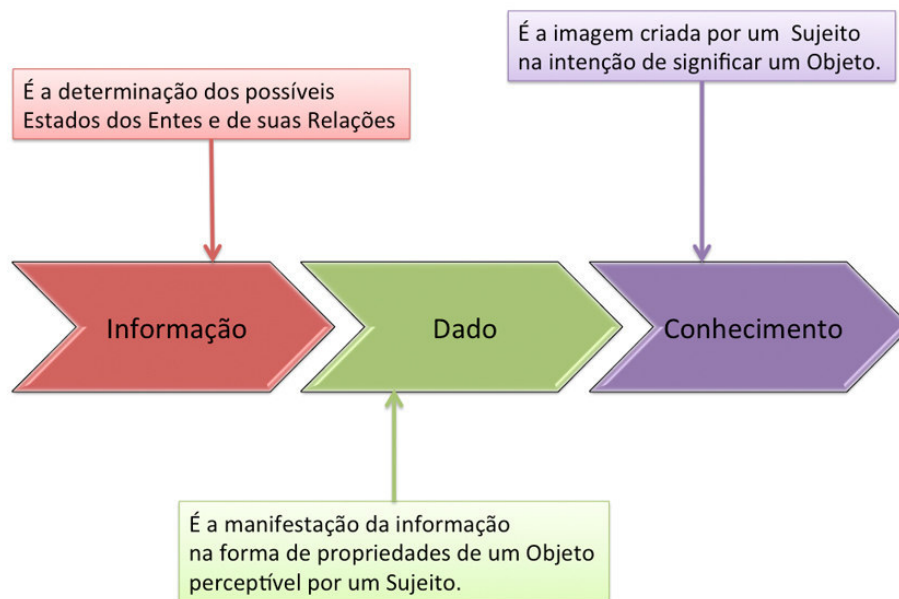 É a imagem criada por um Sujeito
na intenção de significar um Objeto.
É a determinação dos possíveis
Estados dos Entes e de suas Relações
Informação
Dado
Conhecimento
É a manifestação da informação
na forma de propriedades de um Objeto
perceptível por um Sujeito.